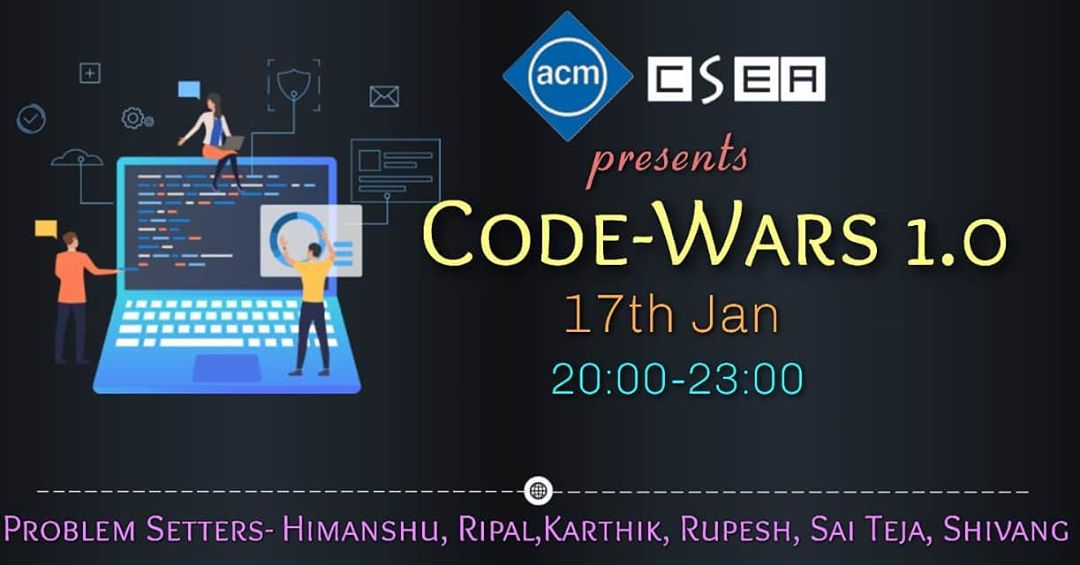 acm CSEA
presents
Code-Wars 1.0
17th Jan
20:00-23:00
Problem Setters- Himanshu, Ripal,Karthik, Rupesh, Sai Teja, Shivang